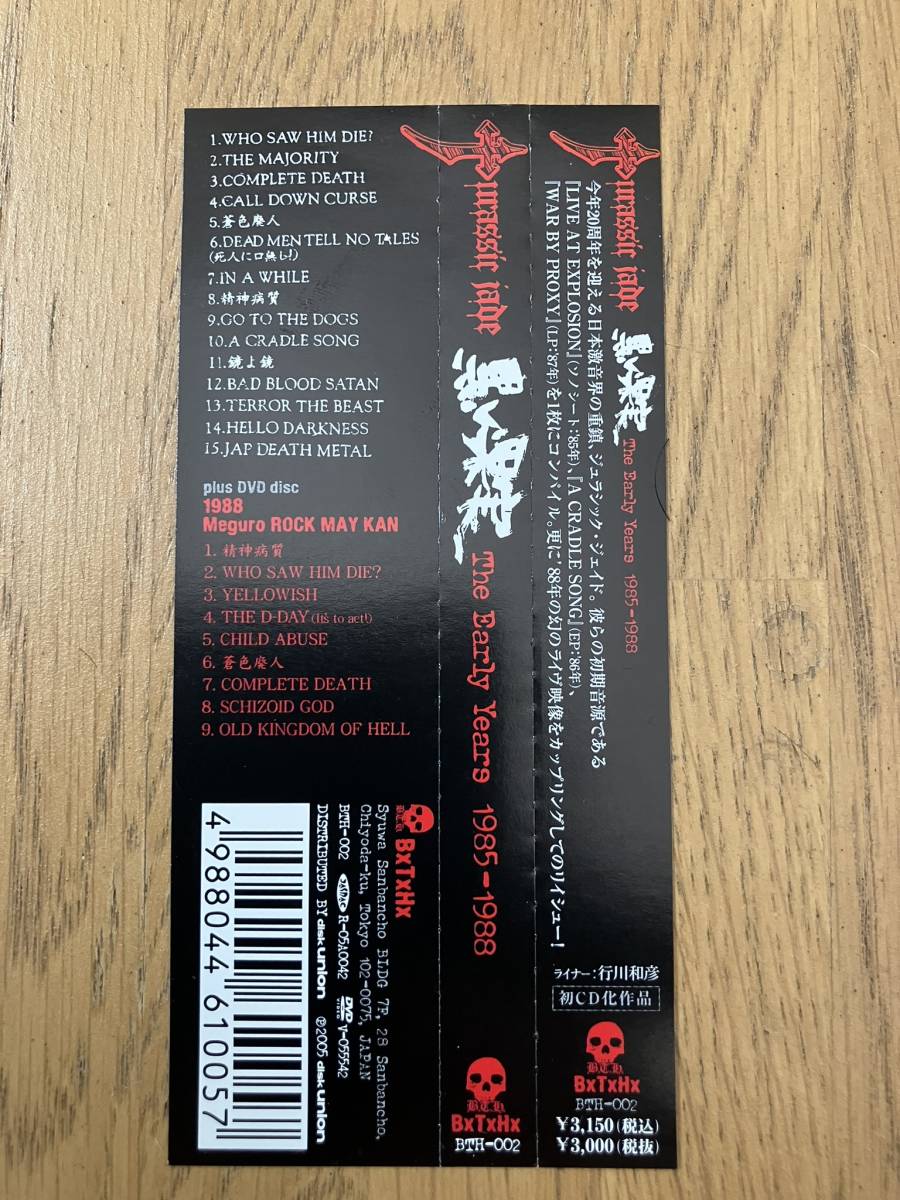 1.WHO SAW HIM DIE?
2.THE MAJORITY
3.COMPLETE DEATH
4.CALL DOWN CURSE
5.蒼色廃人
6.DEAD MEN TELL NO TALES
(死人に口無し!)
7.IN A WHILE
8.精神病質
9.GO TO THE DOGS
10.A CRADLE SONG
11.鏡よ鏡
12.BAD BLOOD SATAN
13.TERROR THE BEAST
14.HELLO DARKNESS
15.JAP DEATH METAL
plus DVD disc
1988
Meguro ROCK MAY KAN
1. 精神病質
2. WHO SAW HIM DIE?
3. YELLOWISH
4. THE D-DAY (lis to act!)
5. CHILD ABUSE
6. 蒼色廃人
7. COMPLETE DEATH
8. SCHIZOID GOD
9. OLD KINGDOM OF HELL
B.T.H. BxTxHx
Syuwa Sanbancho BLDG 7F, 28 Sanbancho,
Chiyoda-ku, Tokyo 102-0075, JAPAN
BTH-002 JASRAC R-05A0042 DVD VIDEO V-055542
DISTRIBUTED BY diskunion ℗2005 diskunion
4 988044 610057
Jurassic jade
The Early Years 1985-1988
B.T.H.
BxTxHx
BTH-002
Jurassic jade
The Early Years 1985-1988
今年20周年を迎える日本激音界の重鎮、ジュラシック・ジェイド。彼らの初期音源である
『LIVE AT EXPLOSION』(ソノシート:'85年)、『A CRADLE SONG』(EP:'86年)、
『WAR BY PROXY』(LP:'87年)を1枚にコンパイル。更に'88年の幻のライヴ映像をカップリングしてのリイシュー!
ライナー:行川和彦
初CD化作品
B.T.H.
BxTxHx
BTH-002
¥3,150(税込)
¥3,000(税抜)